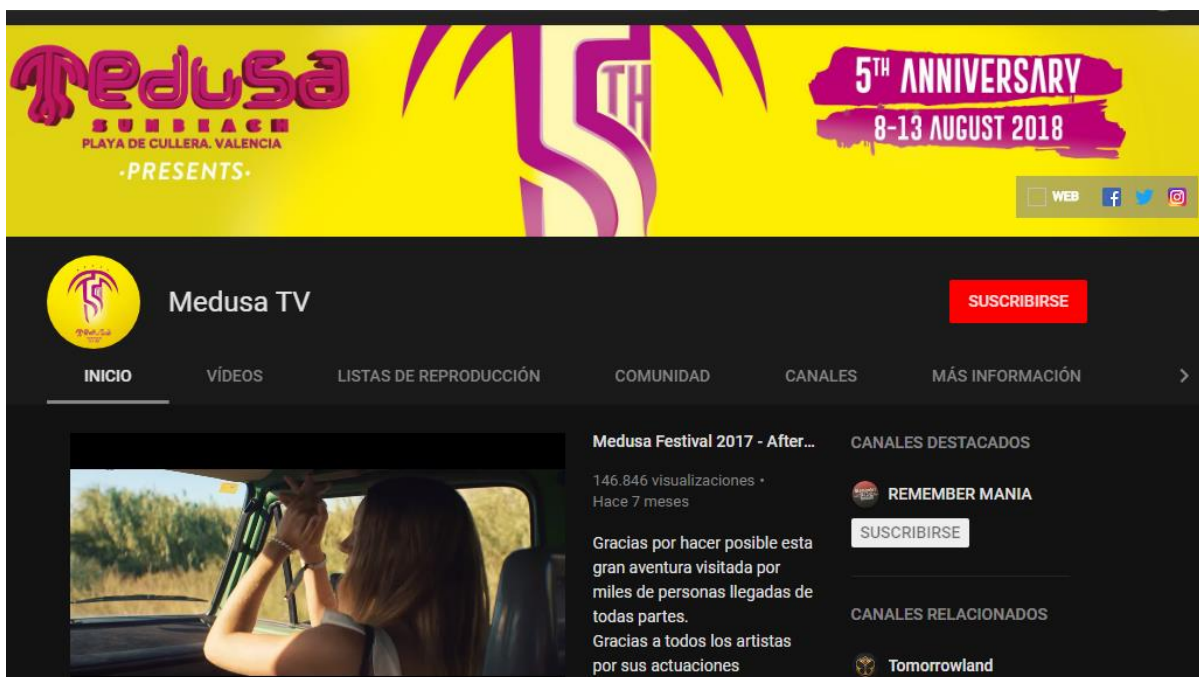 medusa
SUNBEACH
PLAYA DE CULLERA. VALENCIA
·PRESENTS·
5TH
5TH ANNIVERSARY
8-13 AUGUST 2018
WEB
Medusa TV
SUSCRIBIRSE
INICIO
VÍDEOS
LISTAS DE REPRODUCCIÓN
COMUNIDAD
CANALES
MÁS INFORMACIÓN
Medusa Festival 2017 - After...
146.846 visualizaciones •
Hace 7 meses
Gracias por hacer posible esta
gran aventura visitada por
miles de personas llegadas de
todas partes.
Gracias a todos los artistas
por sus actuaciones
CANALES DESTACADOS
REMEMBER MANIA
SUSCRIBIRSE
CANALES RELACIONADOS
Tomorrowland